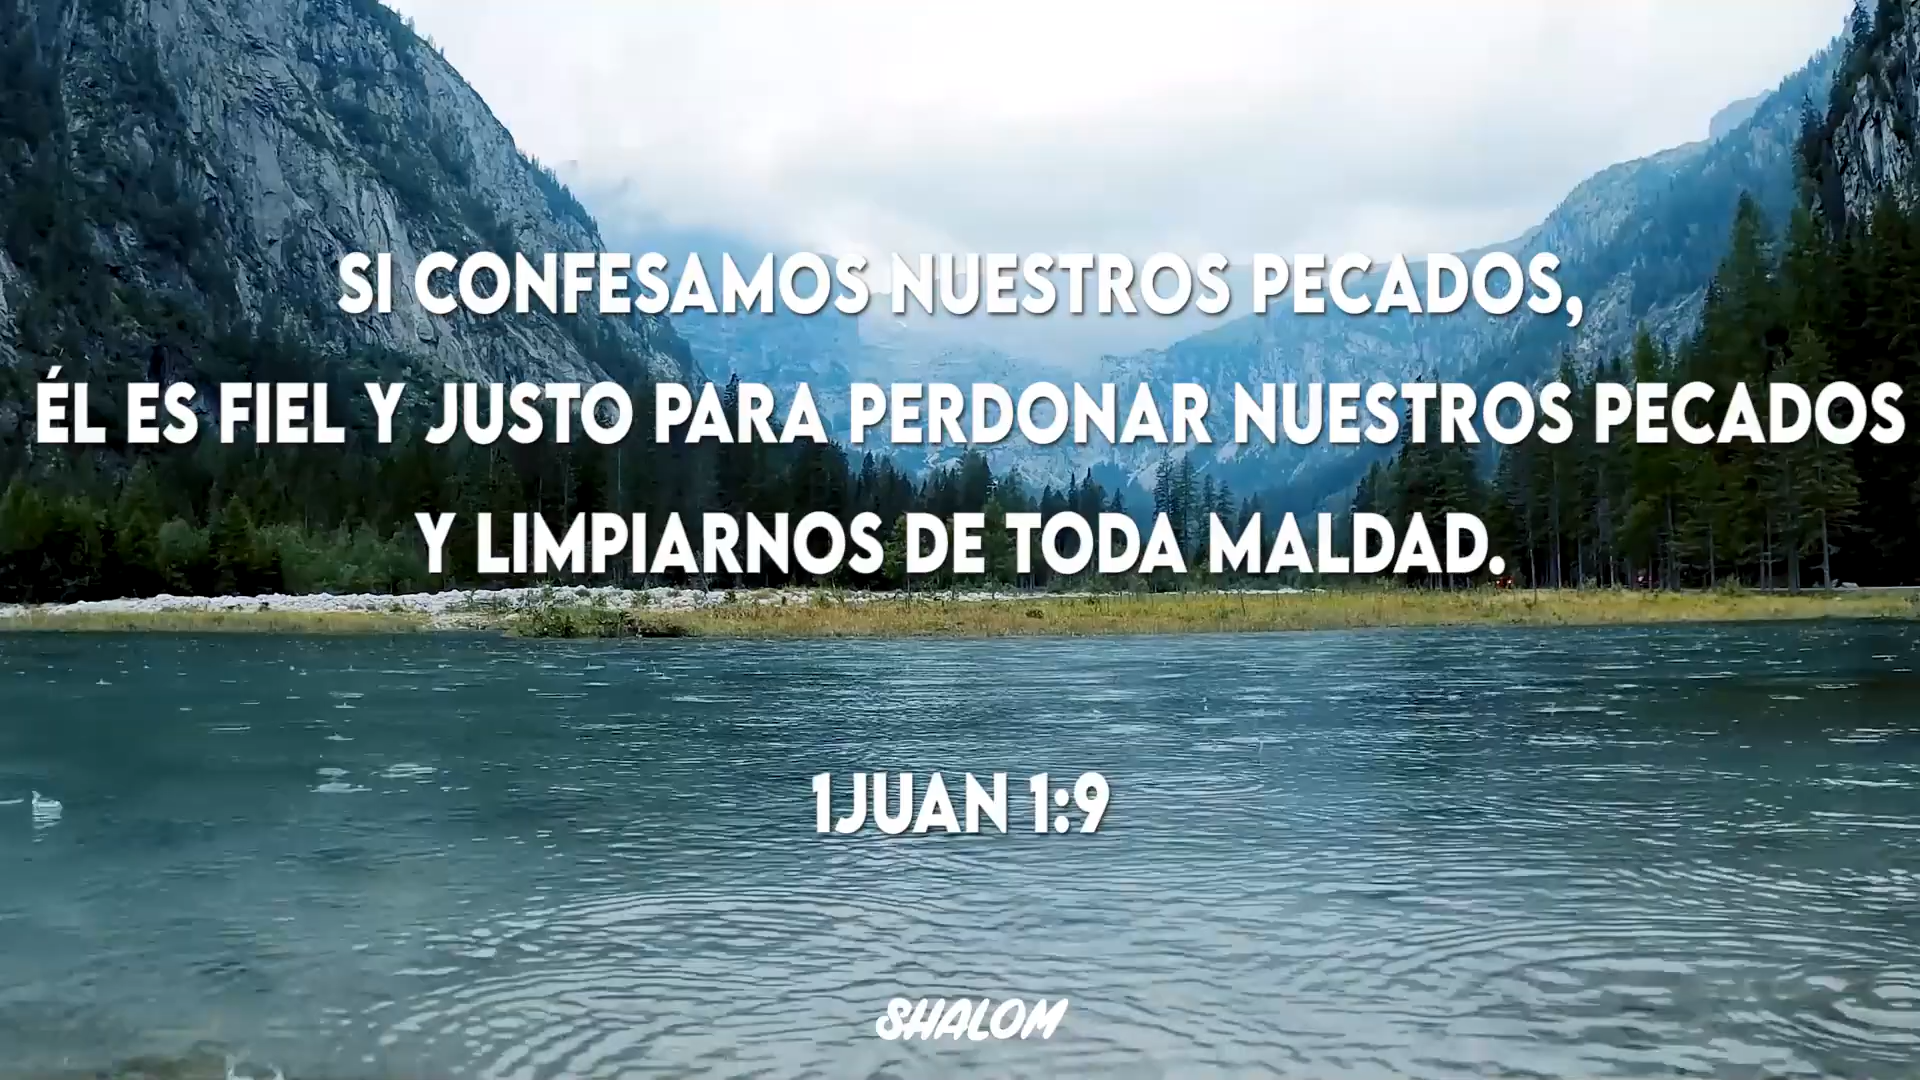 SI CONFESAMOS NUESTROS PECADOS,
ÉL ES FIEL Y JUSTO PARA PERDONAR NUESTROS PECADOS
Y LIMPIARNOS DE TODA MALDAD.
1JUAN 1:9
SHALOM